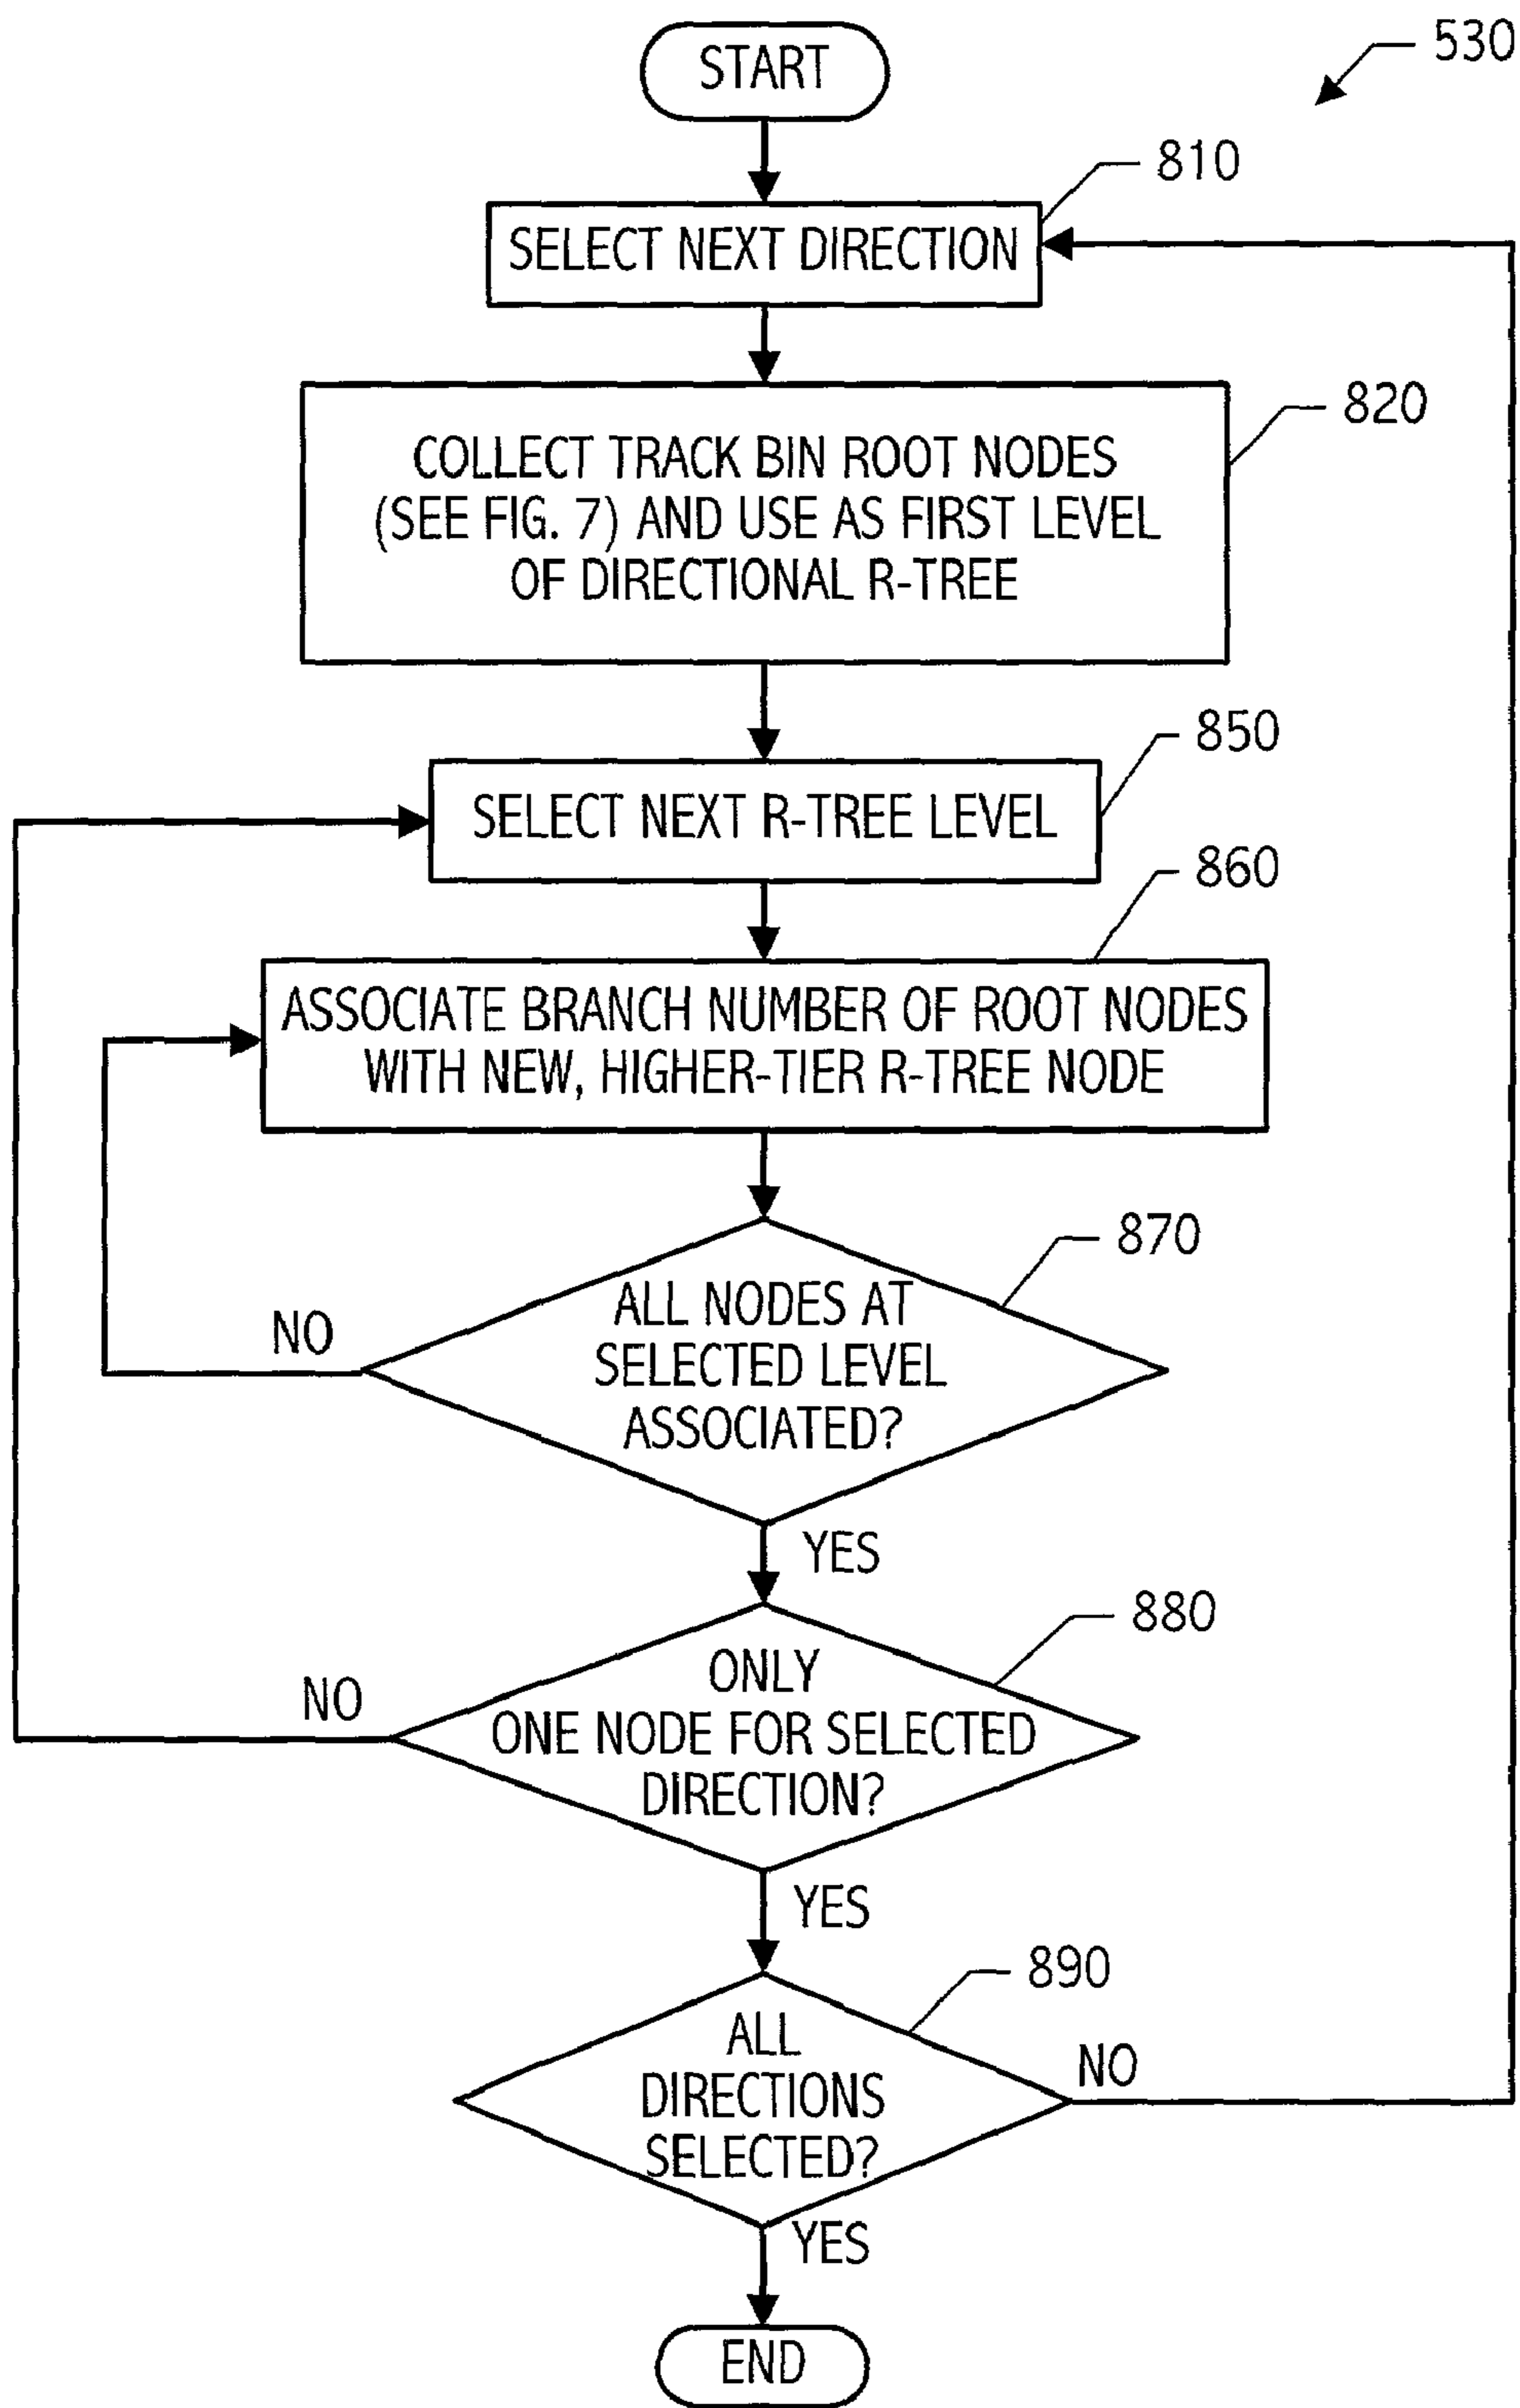 START
530
810
SELECT NEXT DIRECTION
820
COLLECT TRACK BIN ROOT NODES
(SEE FIG. 7) AND USE AS FIRST LEVEL
OF DIRECTIONAL R-TREE
850
SELECT NEXT R-TREE LEVEL
860
ASSOCIATE BRANCH NUMBER OF ROOT NODES
WITH NEW, HIGHER-TIER R-TREE NODE
870
ALL NODES AT
SELECTED LEVEL
ASSOCIATED?
NO
YES
880
ONLY
ONE NODE FOR SELECTED
DIRECTION?
NO
YES
890
ALL
DIRECTIONS
SELECTED?
NO
YES
END